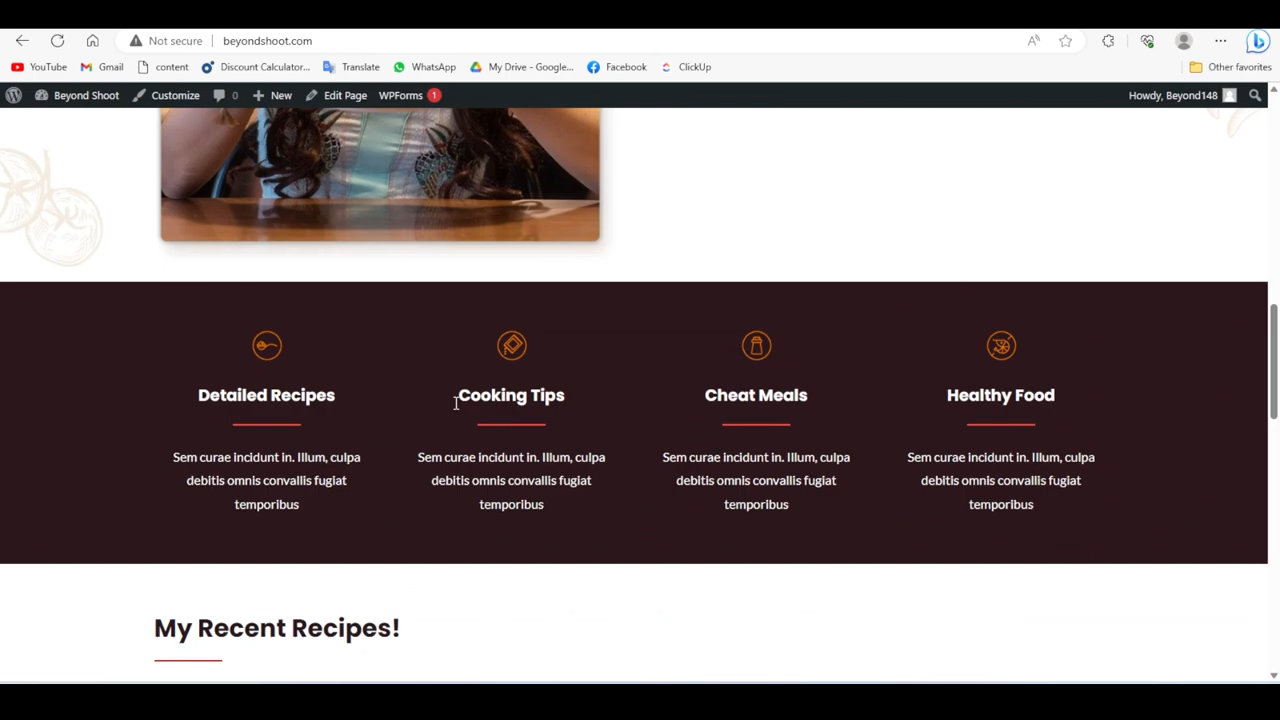 Not secure beyondshoot.com
YouTube Gmail content Discount Calculator... Translate WhatsApp My Drive - Google... Facebook ClickUp Other favorites
Beyond Shoot Customize 0 New Edit Page WPForms 1 Howdy, Beyond148
Detailed Recipes Cooking Tips Cheat Meals Healthy Food
Sem curae incidunt in. Illum, culpa Sem curae incidunt in. Illum, culpa Sem curae incidunt in. Illum, culpa Sem curae incidunt in. Illum, culpa
debitis omnis convallis fugiat debitis omnis convallis fugiat debitis omnis convallis fugiat debitis omnis convallis fugiat
temporibus temporibus temporibus temporibus
My Recent Recipes!